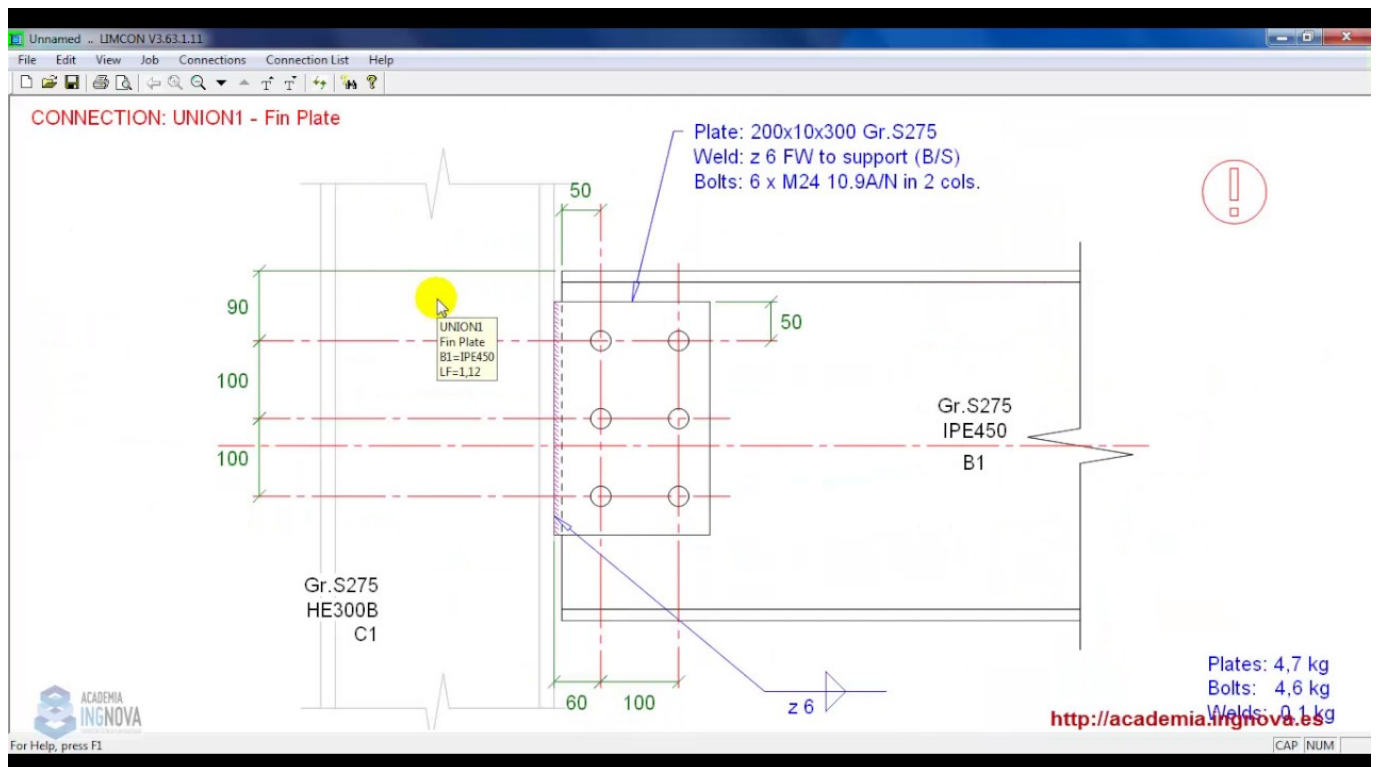 Unnamed .. LIMCON V3.63.1.11
File Edit View Job Connections Connection List Help
CONNECTION: UNION1 - Fin Plate
Plate: 200x10x300 Gr.S275
Weld: z 6 FW to support (B/S)
Bolts: 6 x M24 10.9A/N in 2 cols.
50
90
UNION1
Fin Plate
B1=IPE450
LF=1,12
50
100
Gr.S275
IPE450
B1
100
Gr.S275
HE300B
C1
60 100
z 6
Plates: 4,7 kg
Bolts: 4,6 kg
Welds: 0,1 kg
http://academia.ingnova.es
ACADEMIA
INGNOVA
For Help, press F1
CAP NUM